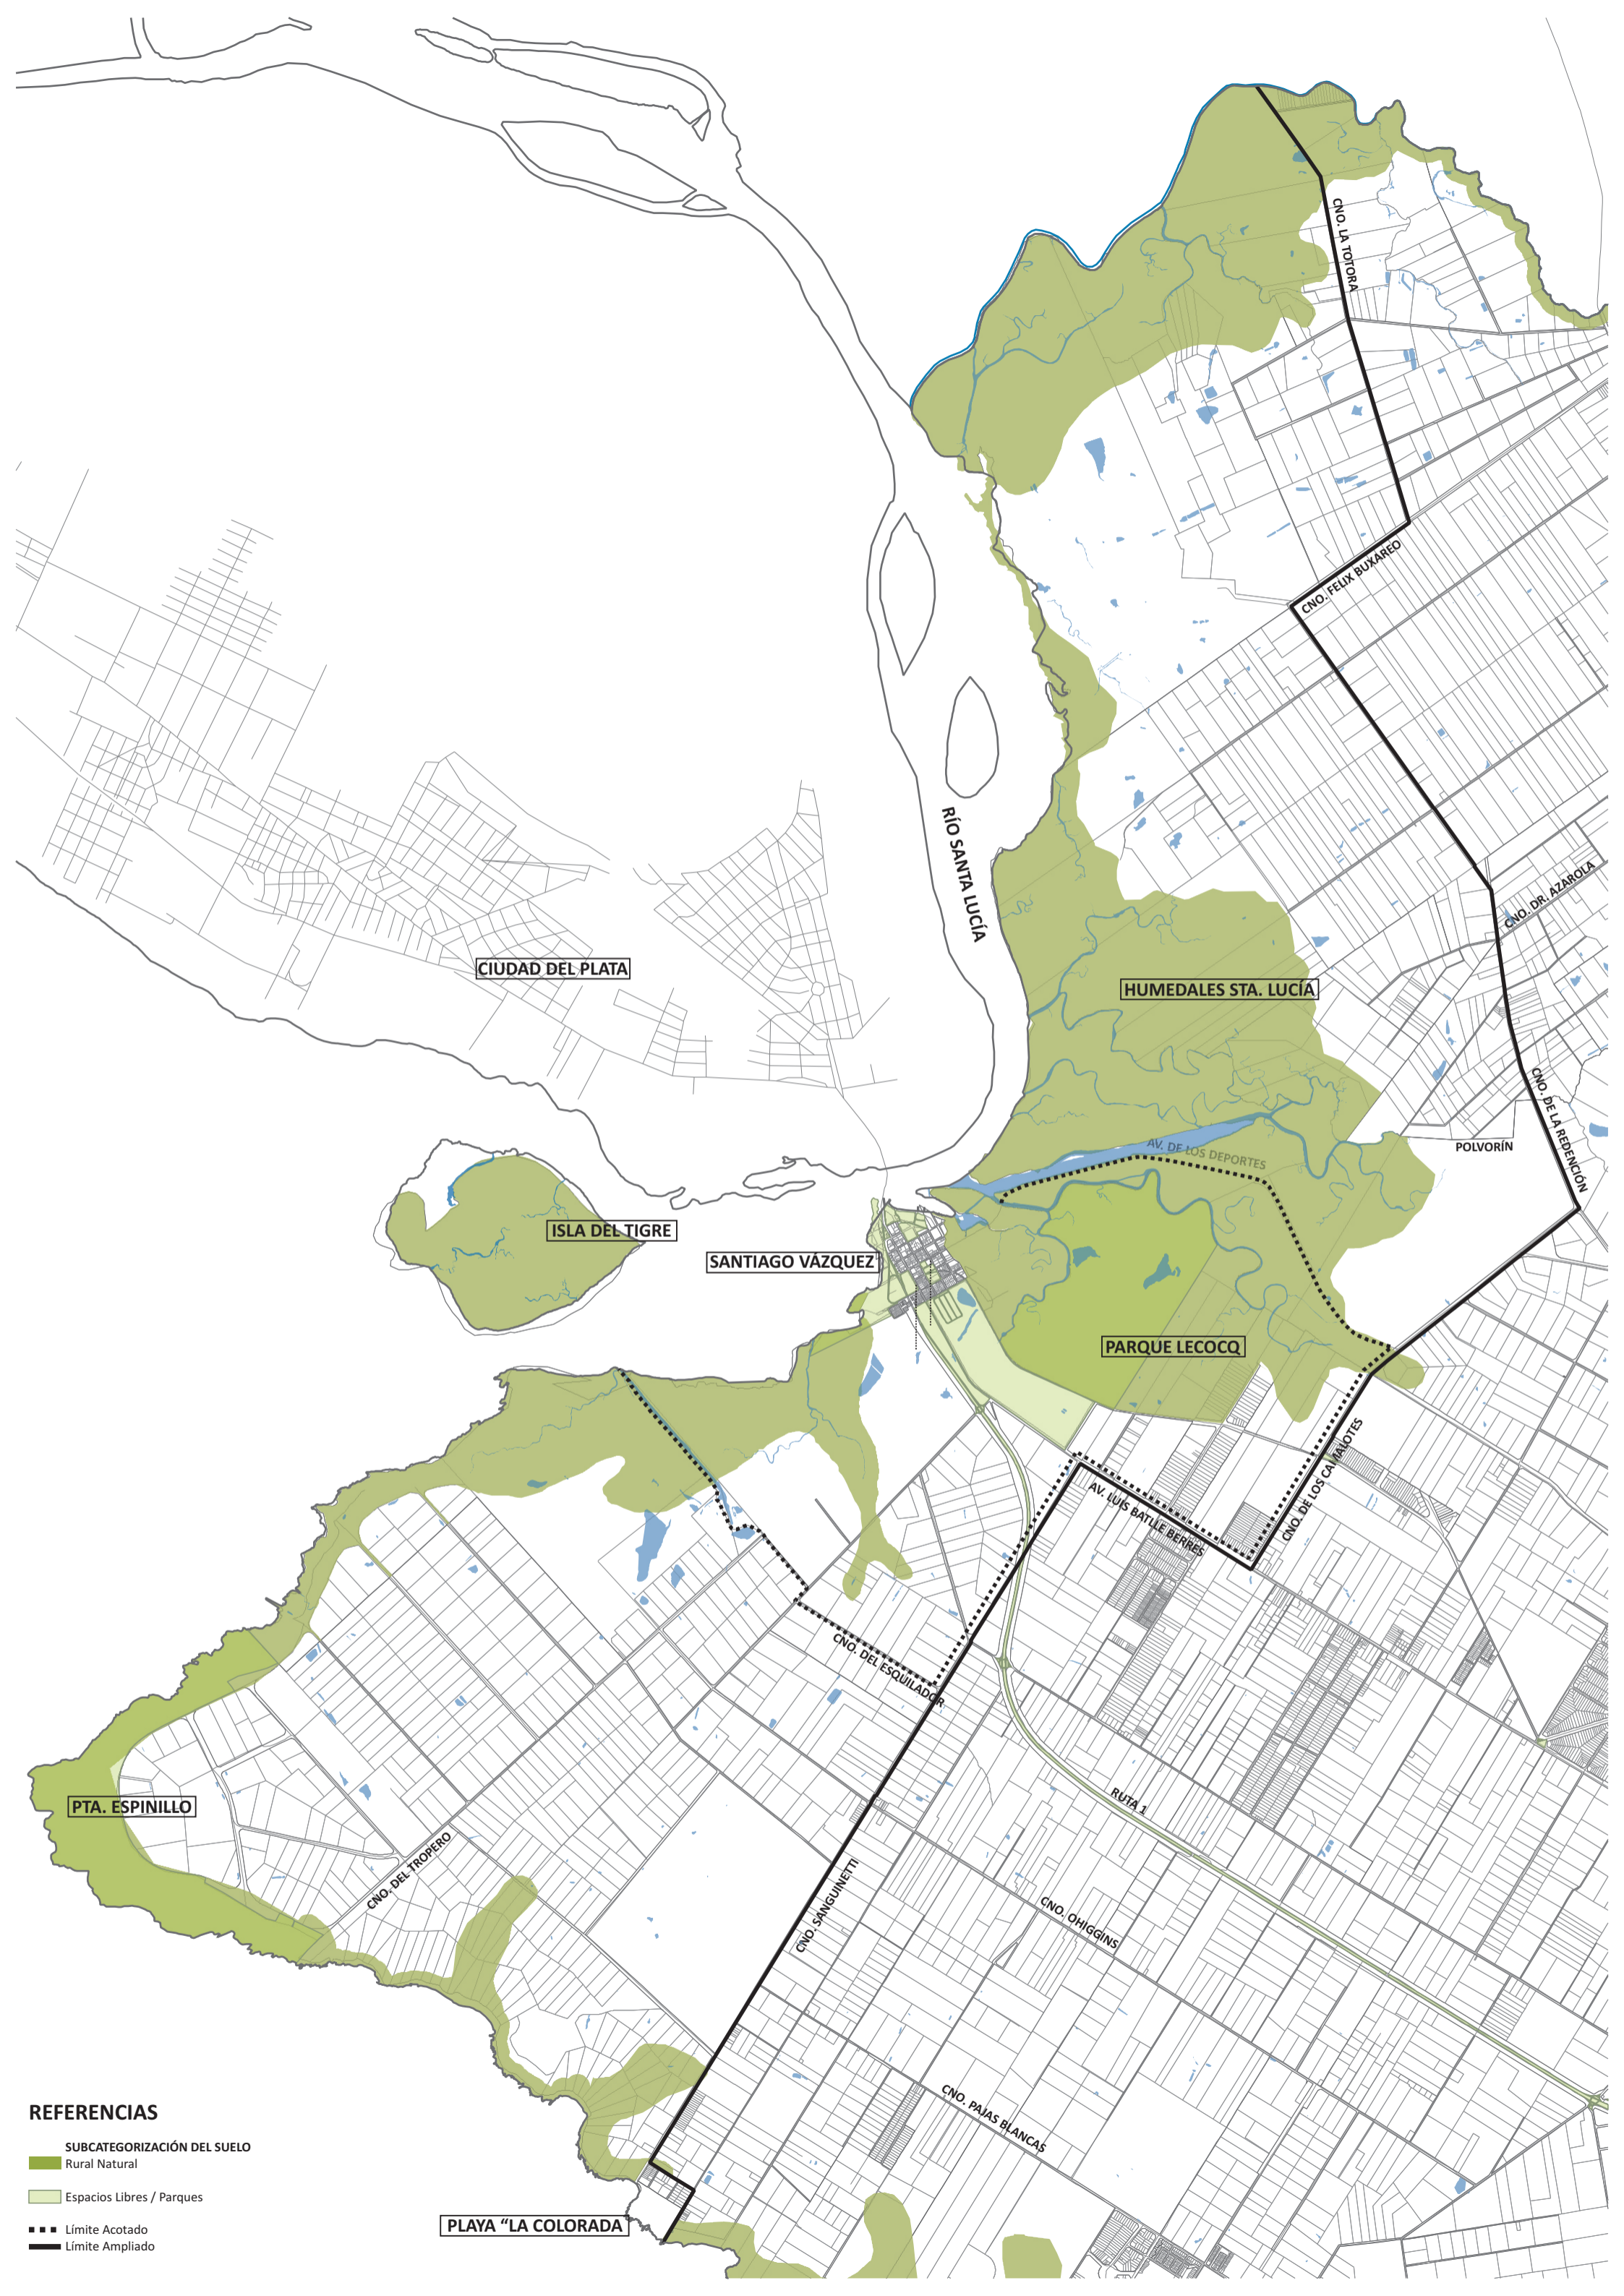 CNO. LA TOTORA
CNO. FELIX BUXAREO
RÍO SANTA LUCÍA
CNO. DR. AZAROLA
CIUDAD DEL PLATA
HUMEDALES STA. LUCÍA
CNO. DE LA REDENCIÓN
AV. DE LOS DEPORTES
POLVORÍN
ISLA DEL TIGRE
SANTIAGO VÁZQUEZ
PARQUE LECOCQ
CNO. DE LOS CAMALOTES
AV. LUIS BATLLE BERRES
CNO. DEL ESQUILADOR
PTA. ESPINILLO
RUTA 1
CNO. DEL TROPERO
CNO. SANGUINETTI
CNO. OHIGGINS
CNO. PAJAS BLANCAS
REFERENCIAS
SUBCATEGORIZACIÓN DEL SUELO
Rural Natural
Espacios Libres / Parques
Límite Acotado
Límite Ampliado
PLAYA “LA COLORADA